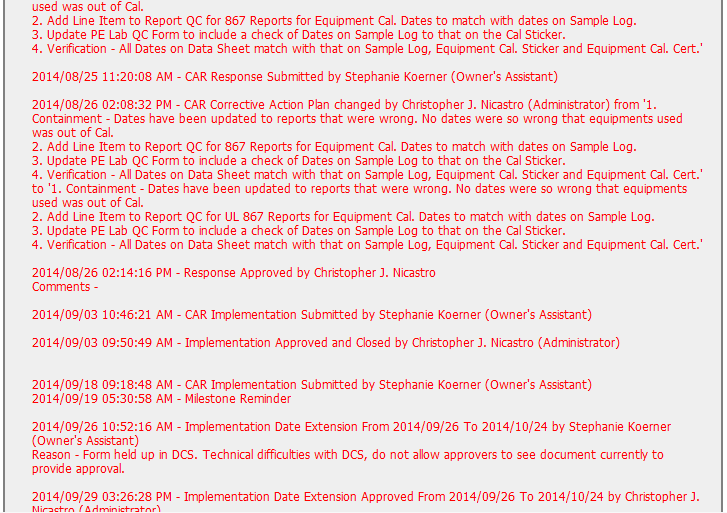 used was out of Cal.
2. Add Line Item to Report QC for 867 Reports for Equipment Cal. Dates to match with dates on Sample Log.
3. Update PE Lab QC Form to include a check of Dates on Sample Log to that on the Cal Sticker.
4. Verification - All Dates on Data Sheet match with that on Sample Log, Equipment Cal. Sticker and Equipment Cal. Cert.'
2014/08/25 11:20:08 AM - CAR Response Submitted by Stephanie Koerner (Owner's Assistant)
2014/08/26 02:08:32 PM - CAR Corrective Action Plan changed by Christopher J. Nicastro (Administrator) from '1.
Containment - Dates have been updated to reports that were wrong. No dates were so wrong that equipments used
was out of Cal.
2. Add Line Item to Report QC for 867 Reports for Equipment Cal. Dates to match with dates on Sample Log.
3. Update PE Lab QC Form to include a check of Dates on Sample Log to that on the Cal Sticker.
4. Verification - All Dates on Data Sheet match with that on Sample Log, Equipment Cal. Sticker and Equipment Cal. Cert.'
to '1. Containment - Dates have been updated to reports that were wrong. No dates were so wrong that equipments
used was out of Cal.
2. Add Line Item to Report QC for UL 867 Reports for Equipment Cal. Dates to match with dates on Sample Log.
3. Update PE Lab QC Form to include a check of Dates on Sample Log to that on the Cal Sticker.
4. Verification - All Dates on Data Sheet match with that on Sample Log, Equipment Cal. Sticker and Equipment Cal. Cert.'
2014/08/26 02:14:16 PM - Response Approved by Christopher J. Nicastro
Comments -
2014/09/03 10:46:21 AM - CAR Implementation Submitted by Stephanie Koerner (Owner's Assistant)
2014/09/03 09:50:49 AM - Implementation Approved and Closed by Christopher J. Nicastro (Administrator)
2014/09/18 09:18:48 AM - CAR Implementation Submitted by Stephanie Koerner (Owner's Assistant)
2014/09/19 05:30:58 AM - Milestone Reminder
2014/09/26 10:52:16 AM - Implementation Date Extension From 2014/09/26 To 2014/10/24 by Stephanie Koerner
(Owner's Assistant)
Reason - Form held up in DCS. Technical difficulties with DCS, do not allow approvers to see document currently to
provide approval.
2014/09/29 03:26:28 PM - Implementation Date Extension Approved From 2014/09/26 To 2014/10/24 by Christopher J.
Nicastro (Administrator)